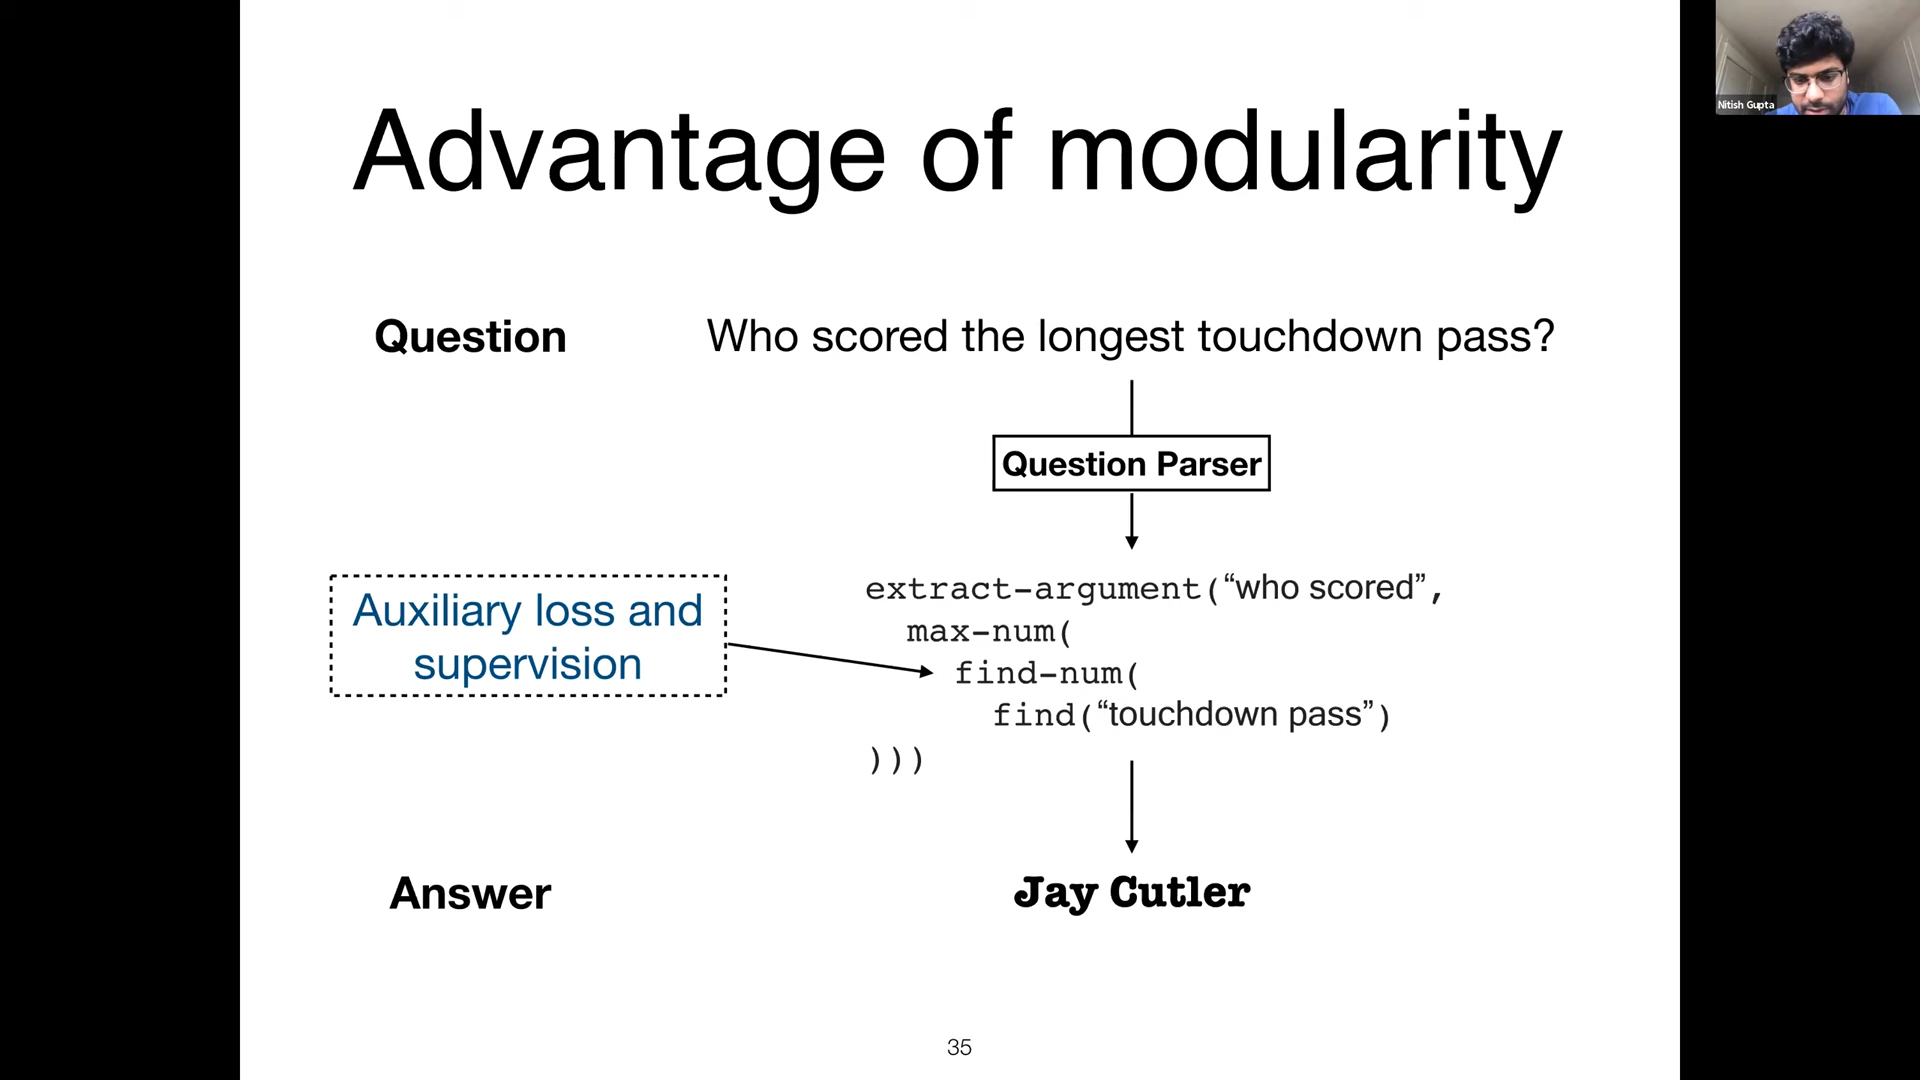 Nitish Gupta
Advantage of modularity
Question
Who scored the longest touchdown pass?
Question Parser
Auxiliary loss and
supervision
extract-argument(“who scored”,
max-num(
find-num(
find(“touchdown pass”)
)))
Answer
Jay Cutler
35